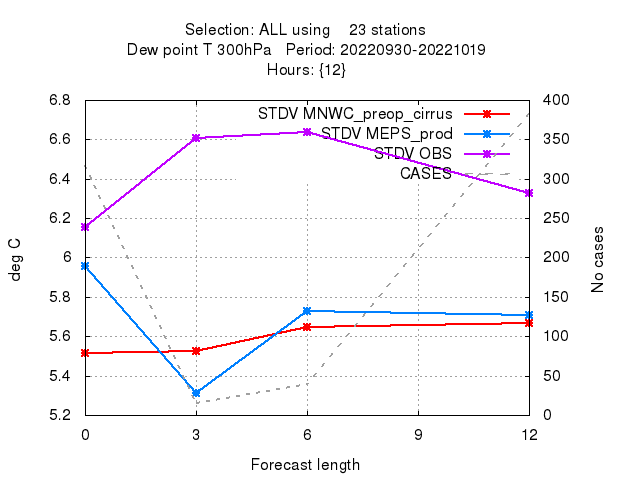 Selection: ALL using    23 stations
Dew point T 300hPa   Period: 20220930-20221019
Hours: {12}
6.8
6.6
6.4
6.2
6
5.8
5.6
5.4
5.2
deg C
STDV MNWC_preop_cirrus
STDV MEPS_prod
STDV OBS
CASES
400
350
300
250
200
150
100
50
0
No cases
0 3 6 9 12
Forecast length